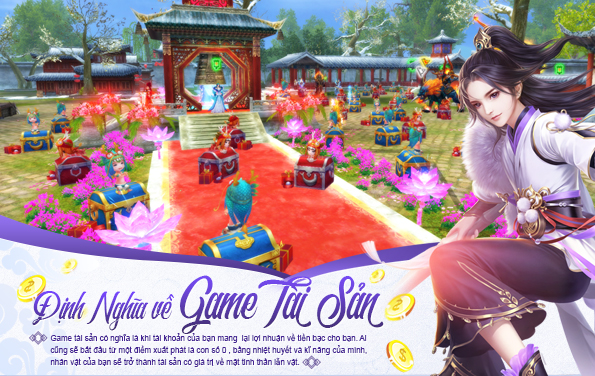 Định Nghĩa về Game Tài Sản
Game tài sản có nghĩa là khi tài khoản của bạn mang lại lợi nhuận về tiền bạc cho bạn. Ai
cũng sẽ bắt đâu từ một điểm xuất phát là con số 0 , bằng nhiệt huyết và kĩ năng của mình,
nhân vật của bạn sẽ trở thành tài sản có giá trị về mặt tinh thần lẫn vật.